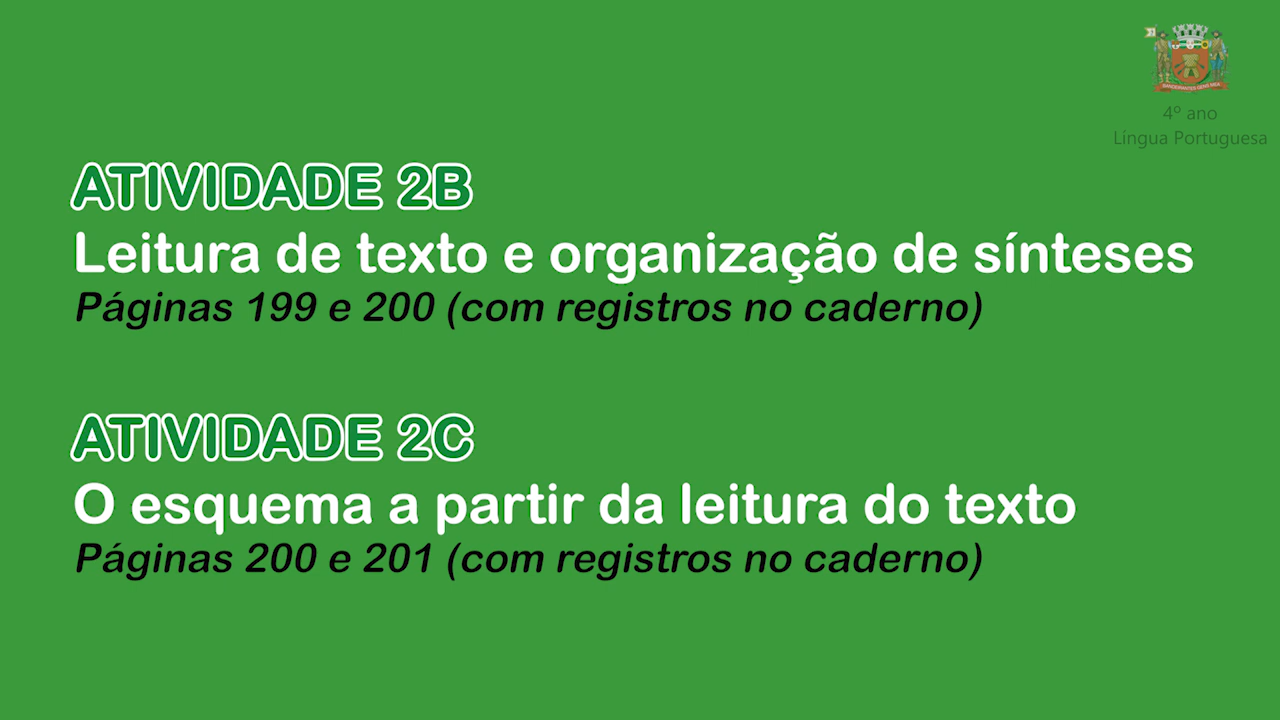 4º ano
Língua Portuguesa
ATIVIDADE 2B
Leitura de texto e organização de sínteses
Páginas 199 e 200 (com registros no caderno)
ATIVIDADE 2C
O esquema a partir da leitura do texto
Páginas 200 e 201 (com registros no caderno)